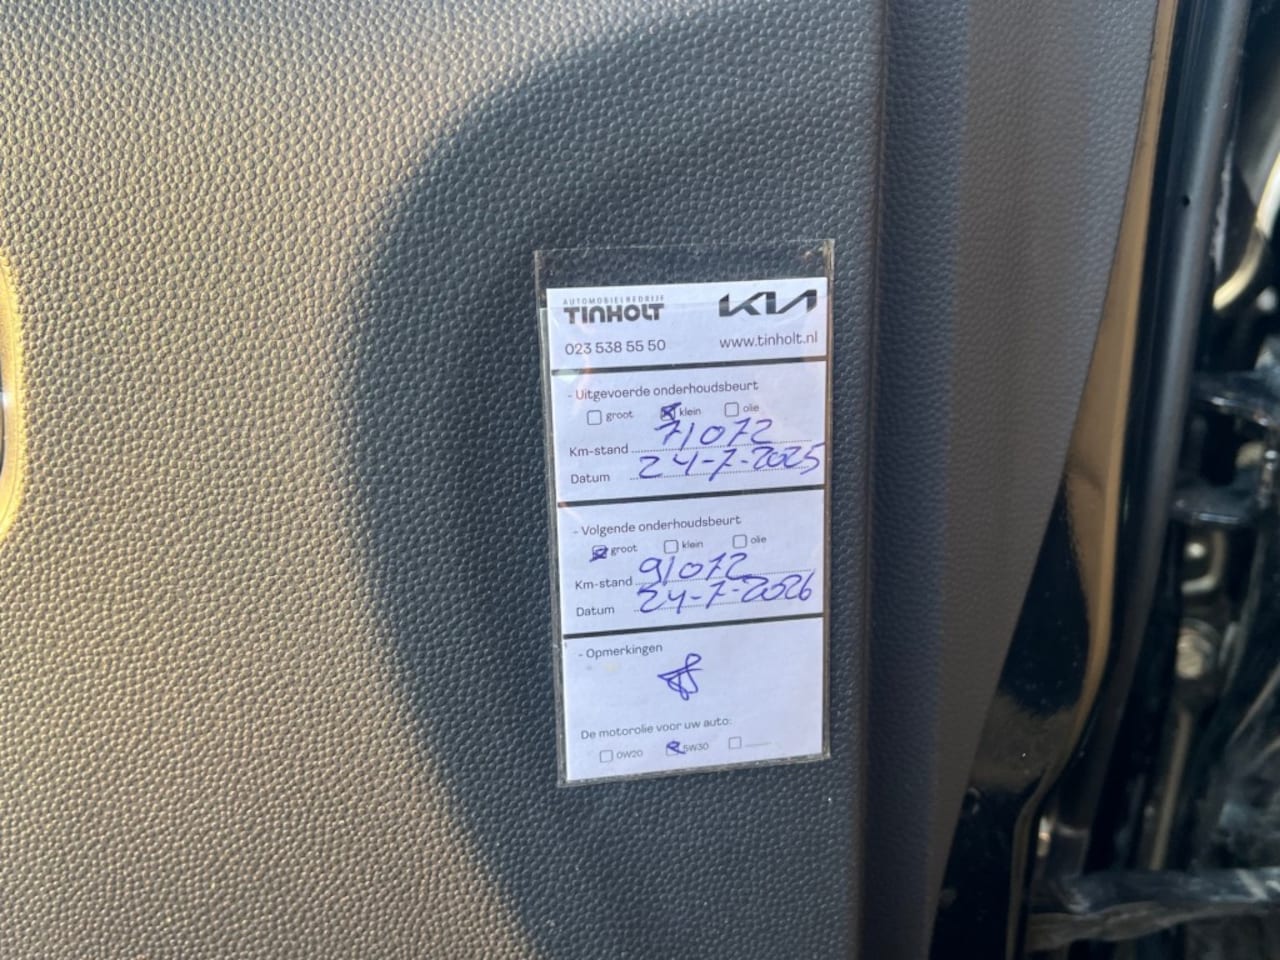 AUTOMOBIELBEDRIJF
TINHOLT KIA
023 538 55 50 www.tinholt.nl
- Uitgevoerde onderhoudsbeurt
groot klein olie
Km-stand 71072
Datum 24-7-2025
- Volgende onderhoudsbeurt
groot klein olie
Km-stand 91072
Datum 24-7-2026
- Opmerkingen
De motorolie voor uw auto:
0W20 5W30